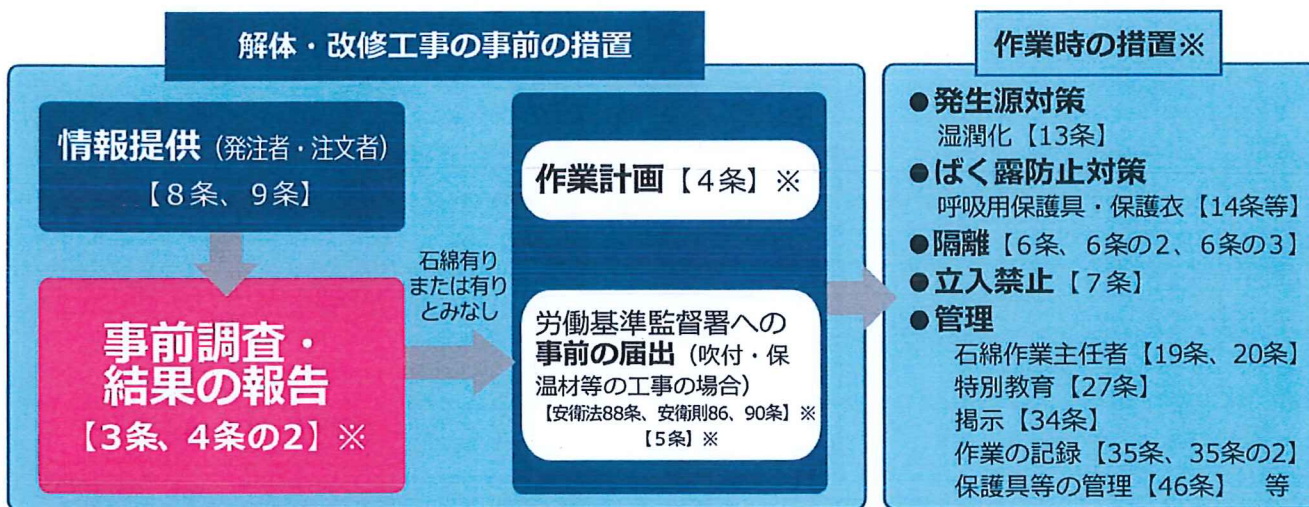 解体・改修工事の事前の措置
情報提供（発注者・注文者）
【８条、９条】
事前調査・
結果の報告
【３条、４条の２】※
石綿有り
または有り
とみなし
作業計画【４条】※
労働基準監督署への
事前の届出（吹付・保
温材等の工事の場合）
【安衛法88条、安衛則86、90条】※
【５条】※
作業時の措置※
●発生源対策
湿潤化【13条】
●ばく露防止対策
呼吸用保護具・保護衣【14条等】
●隔離【６条、６条の２、６条の３】
●立入禁止【７条】
●管理
石綿作業主任者【19条、20条】
特別教育【27条】
掲示【34条】
作業の記録【35条、35条の2】
保護具等の管理【46条】　等